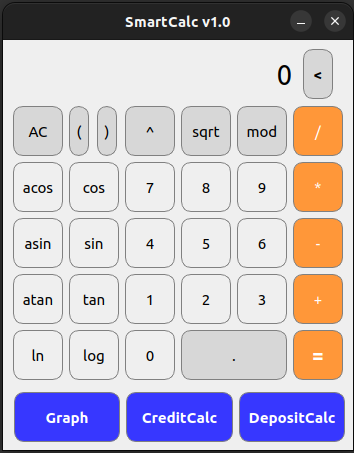 SmartCalc v1.0
0 <
AC ( ) ^ sqrt mod /
acos cos 7 8 9 *
asin sin 4 5 6 -
atan tan 1 2 3 +
ln log 0 . =
Graph CreditCalc DepositCalc